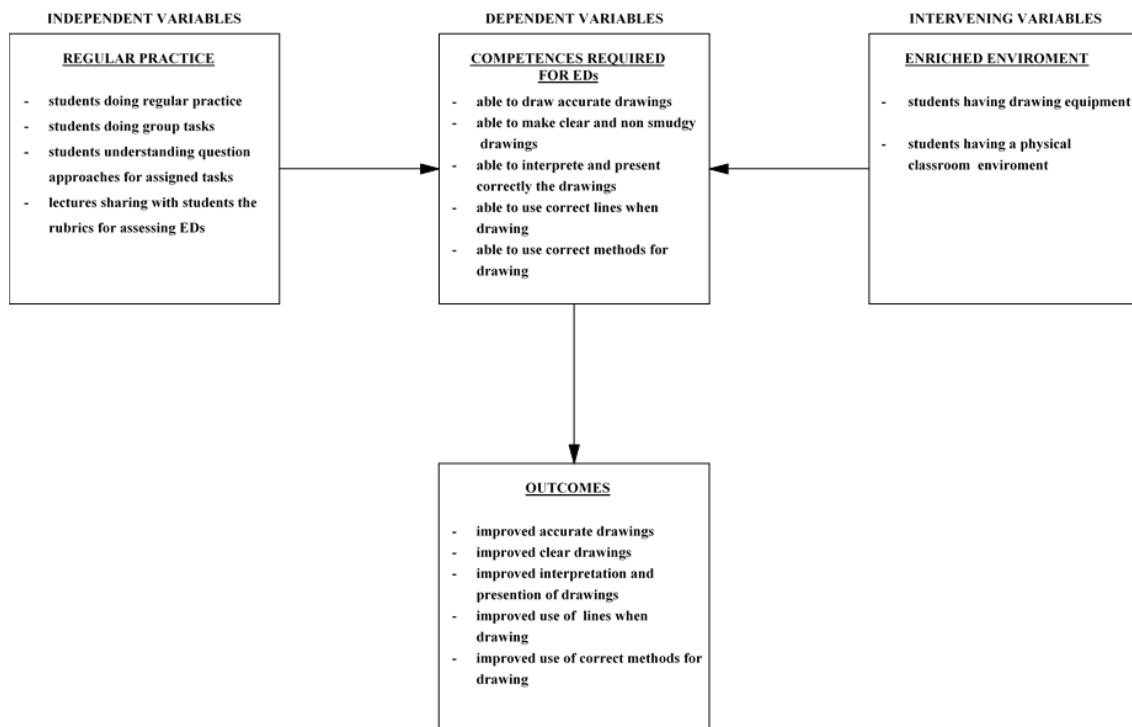 INDEPENDENT VARIABLES
REGULAR PRACTICE
- students doing regular practice
- students doing group tasks
- students understanding question
approaches for assigned tasks
- lectures sharing with students the
rubrics for assessing EDs
DEPENDENT VARIABLES
COMPETENCES REQUIRED
FOR EDs
- able to draw accurate drawings
- able to make clear and non smudgy
drawings
- able to interprete and present
correctly the drawings
- able to use correct lines when
drawing
- able to use correct methods for
drawing
INTERVENING VARIABLES
ENRICHED ENVIROMENT
- students having drawing equipment
- students having a physical
classroom enviroment
OUTCOMES
- improved accurate drawings
- improved clear drawings
- improved interpretation and
presention of drawings
- improved use of lines when
drawing
- improved use of correct methods for
drawing